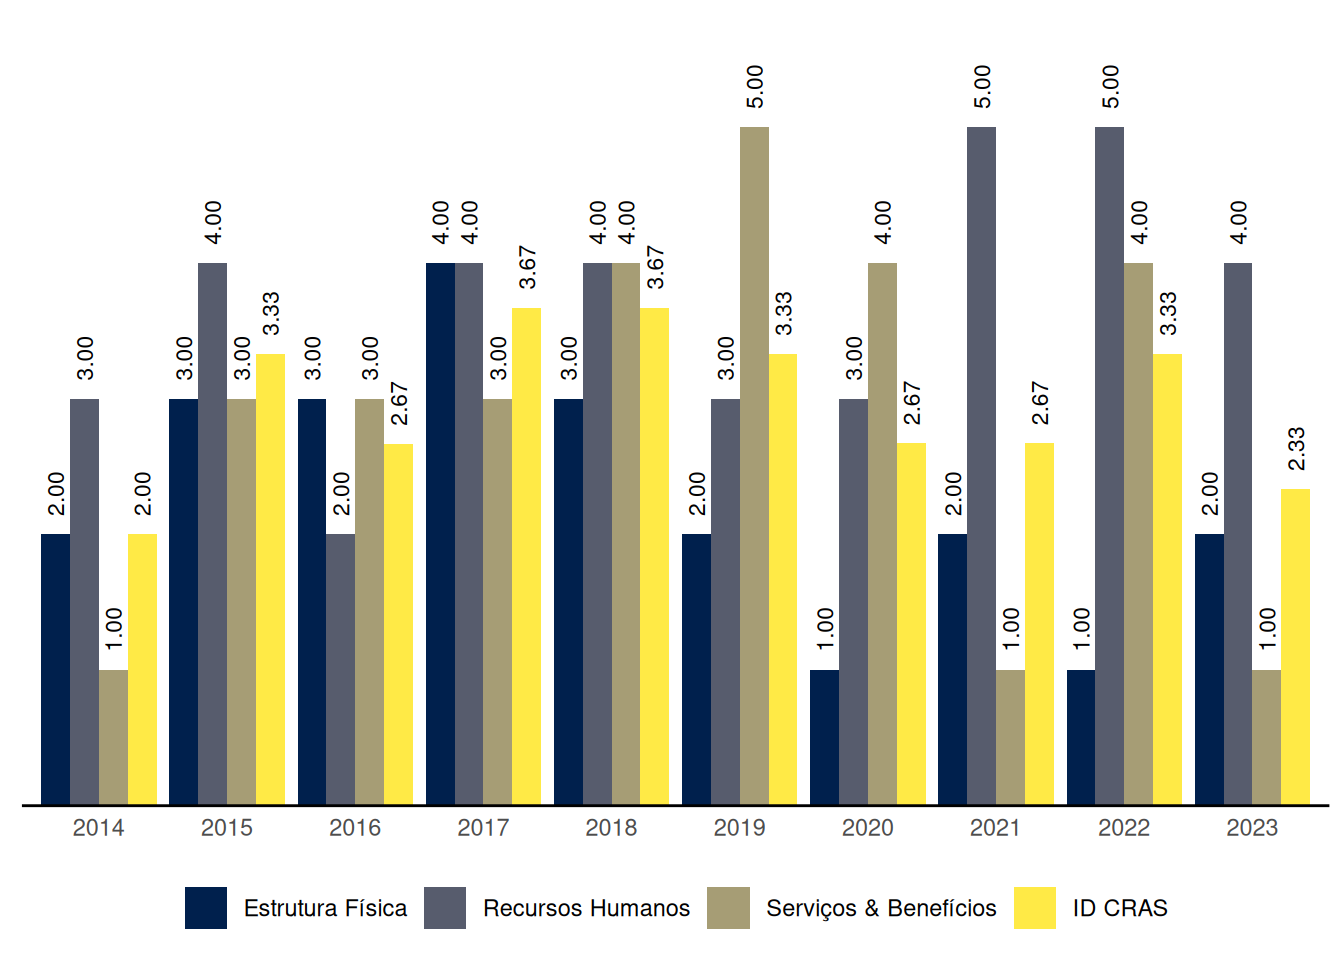 5.00 5.00 5.00
4.00 4.00 4.00 4.00 4.00 4.00 4.00 4.00
3.67 3.67
3.33 3.33 3.33
3.00 3.00 3.00 3.00 3.00 3.00 3.00 3.00 3.00
2.67 2.67 2.67
2.33
2.00 2.00 2.00 2.00 2.00 2.00
1.00 1.00 1.00 1.00 1.00
2014 2015 2016 2017 2018 2019 2020 2021 2022 2023
Estrutura Física Recursos Humanos Serviços & Benefícios ID CRAS